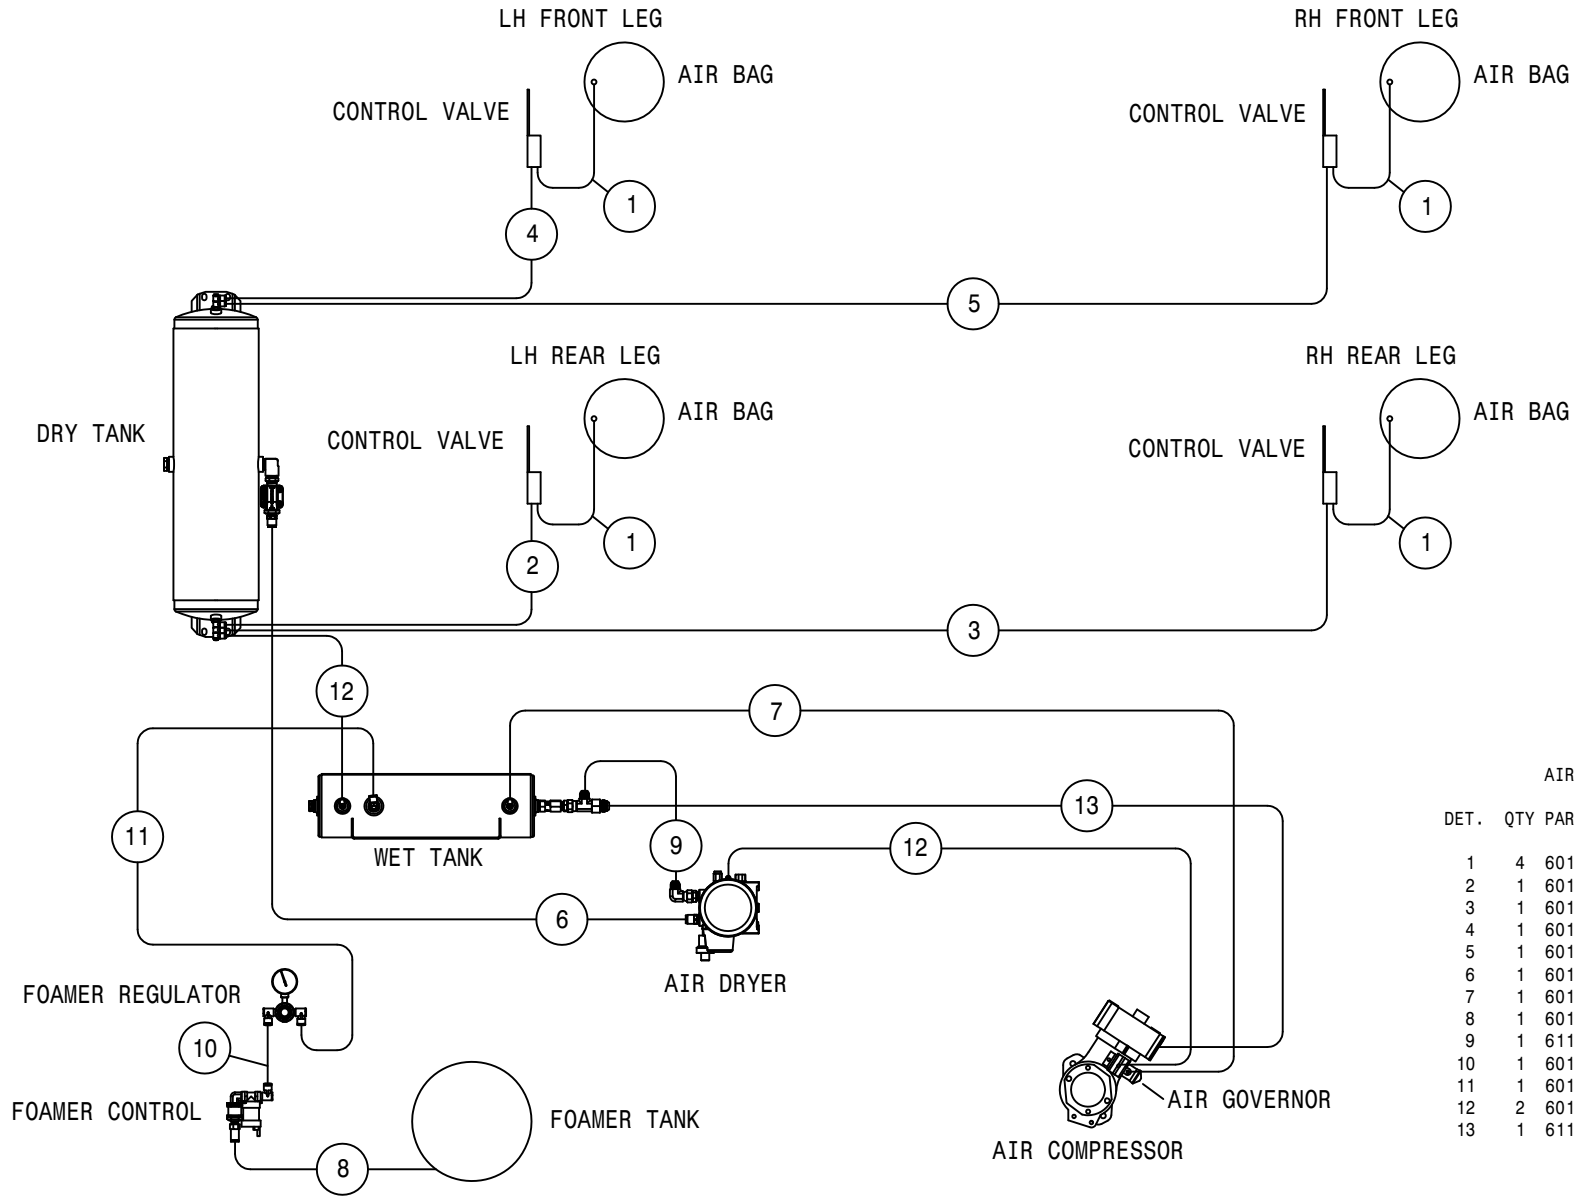 LH FRONT LEG
RH FRONT LEG
AIR BAG
AIR BAG
CONTROL VALVE
CONTROL VALVE
1
1
4
5
LH REAR LEG
RH REAR LEG
AIR BAG
AIR BAG
DRY TANK
CONTROL VALVE
CONTROL VALVE
1
1
2
3
12
7
11
WET TANK
9
13
12
6
AIR DRYER
FOAMER REGULATOR
10
FOAMER CONTROL
FOAMER TANK
8
AIR GOVERNOR
AIR COMPRESSOR
AIR
DET. QTY PAR
1 4 601
2 1 601
3 1 601
4 1 601
5 1 601
6 1 601
7 1 601
8 1 601
9 1 611
10 1 601
11 1 601
12 2 601
13 1 611